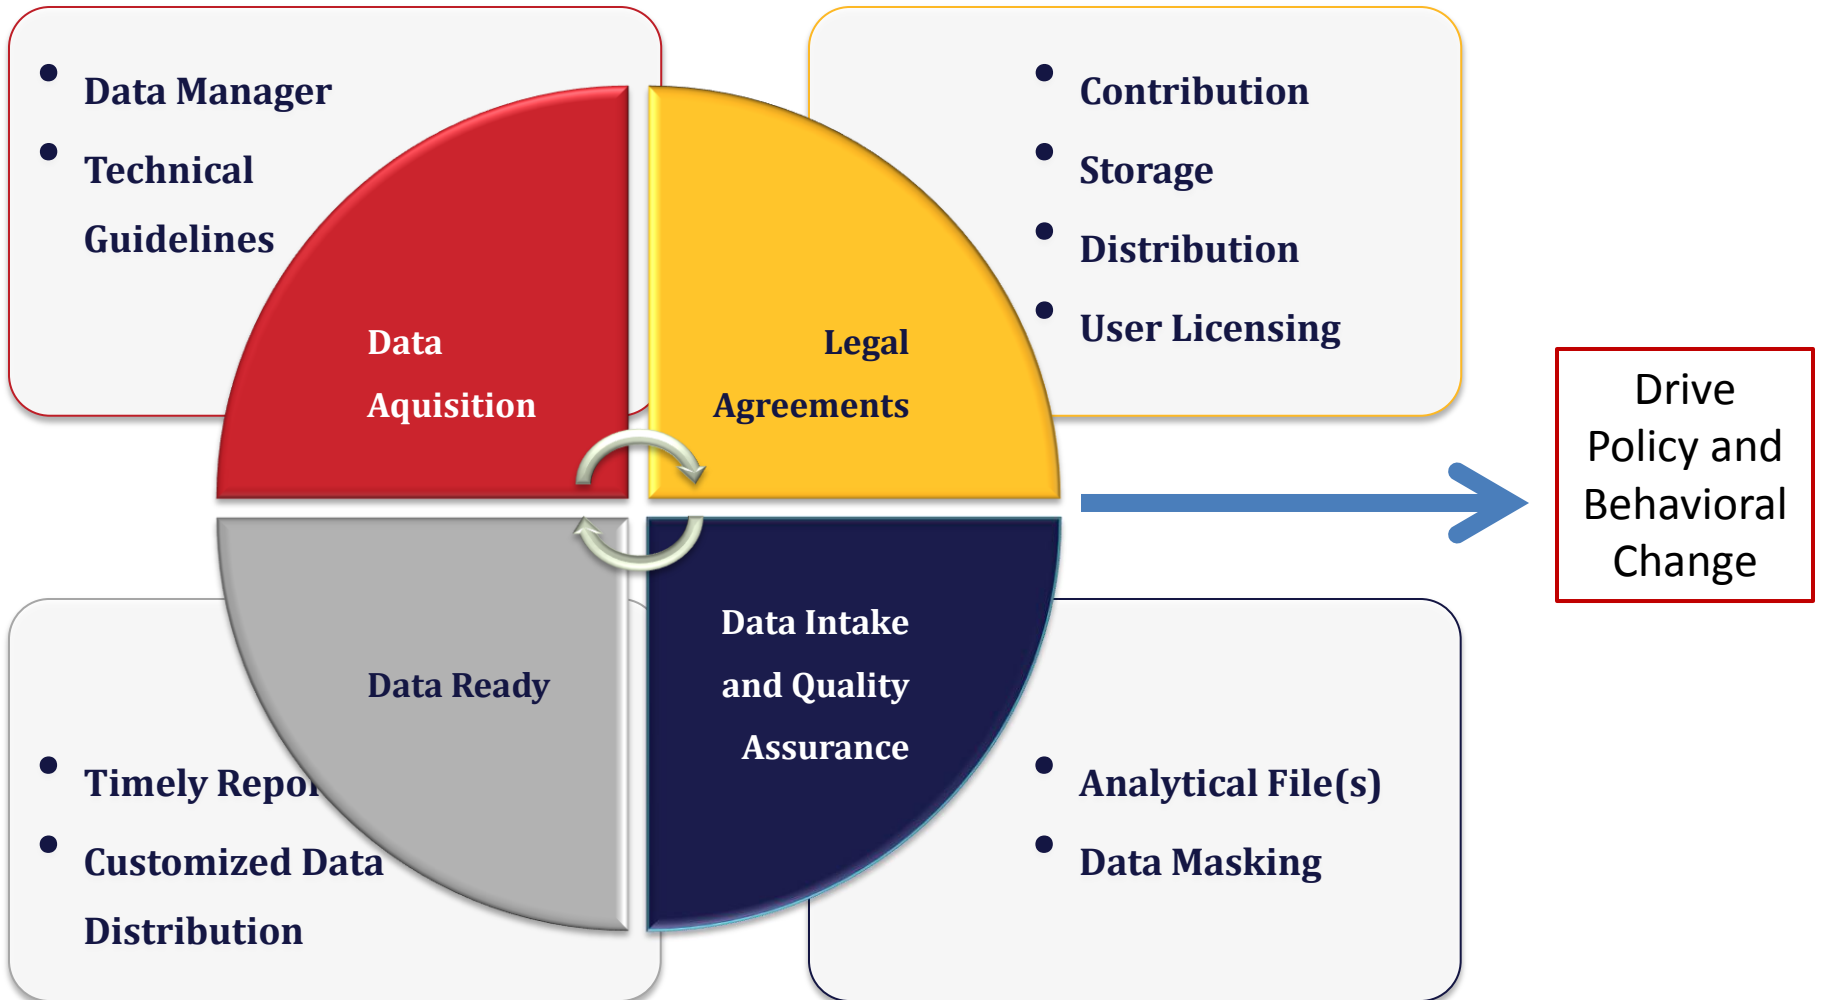 Data Manager
Technical
Guidelines
Contribution
Storage
Distribution
User Licensing
Data
Aquisition
Legal
Agreements
Drive
Policy and
Behavioral
Change
Data Ready
Data Intake
and Quality
Assurance
Timely
Customized Data
Distribution
Analytical File(s)
Data Masking